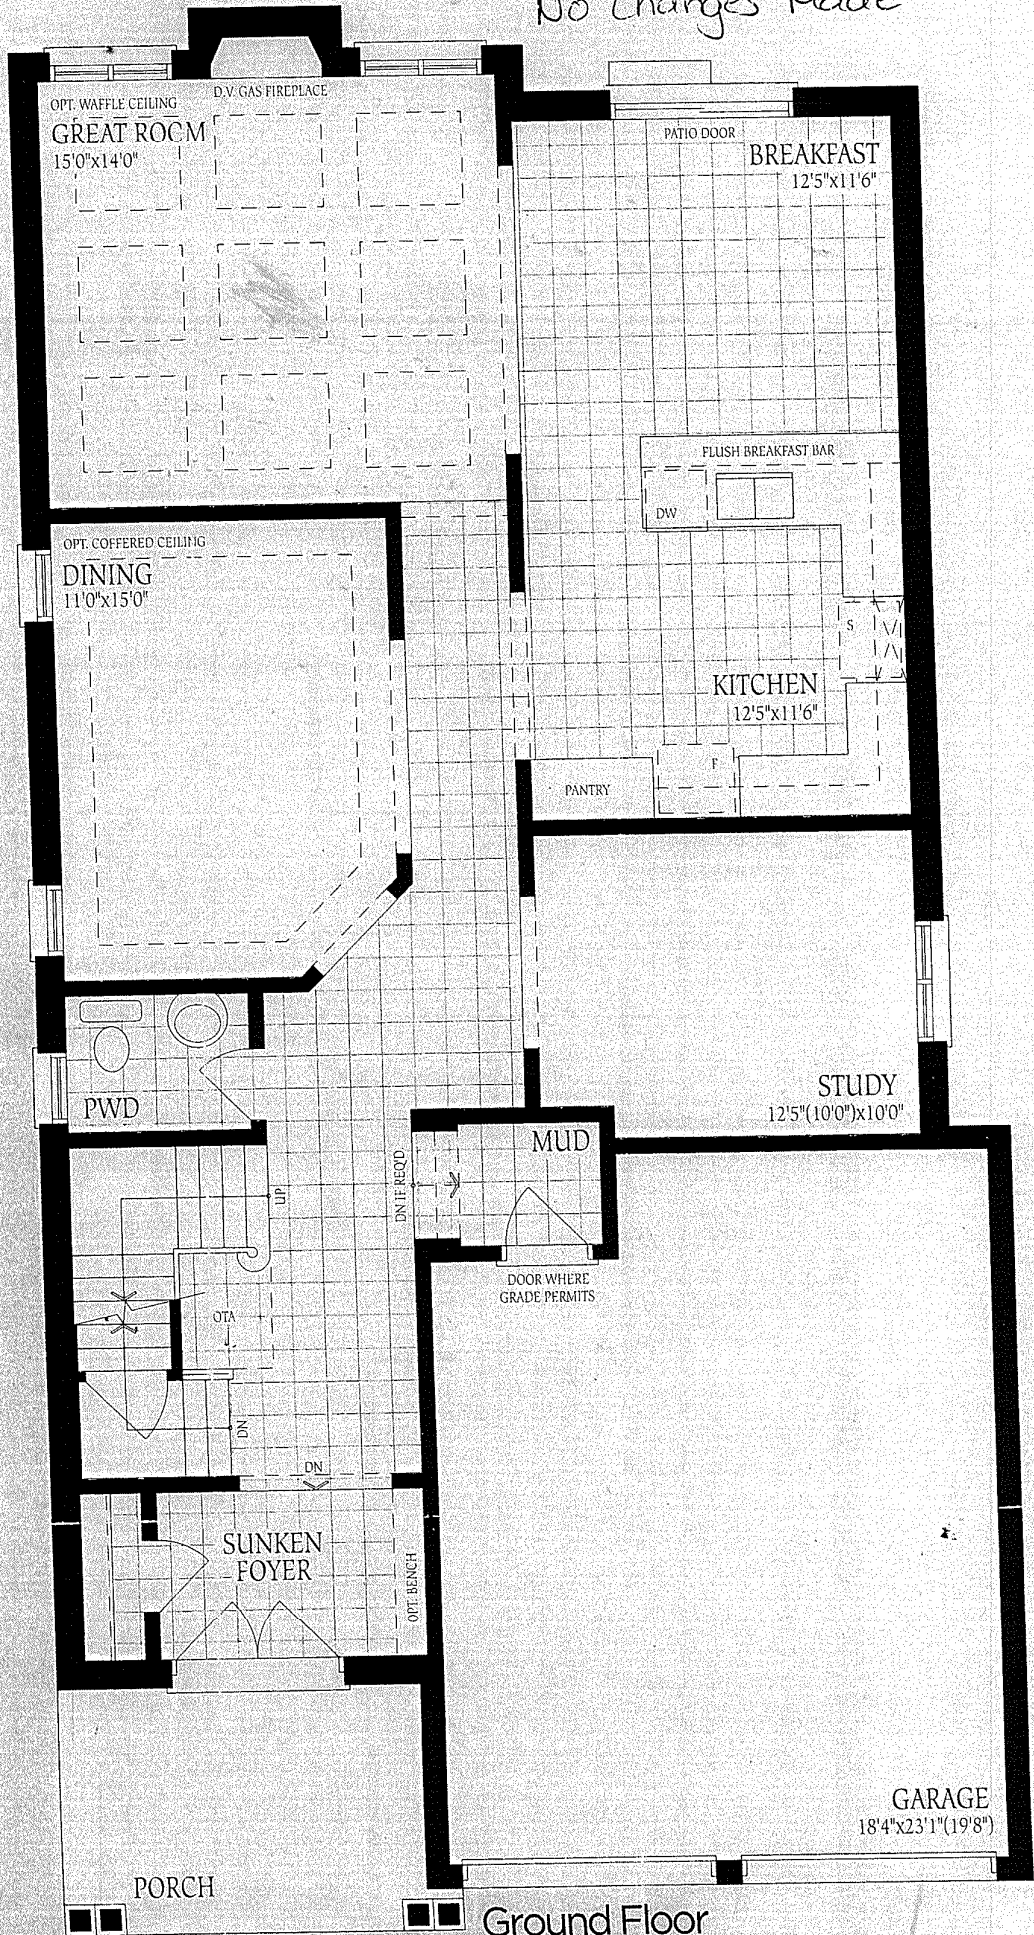 No Changes Made
D.V. GAS FIREPLACE
OPT. WAFFLE CEILING
GREAT ROOM
15'0"x14'0"
PATIO DOOR
BREAKFAST
12'5"x11'6"
FLUSH BREAKFAST BAR
DW
OPT. COFFERED CEILING
DINING
11'0"x15'0"
S
KITCHEN
12'5"x11'6"
F
PANTRY
STUDY
12'5"(10'0")x10'0"
PWD
MUD
DN IF REQ'D
UP
DOOR WHERE
GRADE PERMITS
OTA
DN
DN
SUNKEN
FOYER
OPT. BENCH
GARAGE
18'4"x23'1"(19'8")
PORCH
Ground Floor